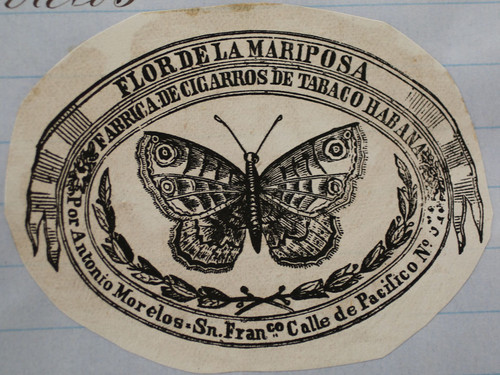 FLOR DE LA MARIPOSA
FABRICA DE CIGARROS DE TABACO HABANA
Por Antonio Morelos = Sn. Franco. Calle de Pacifico No.